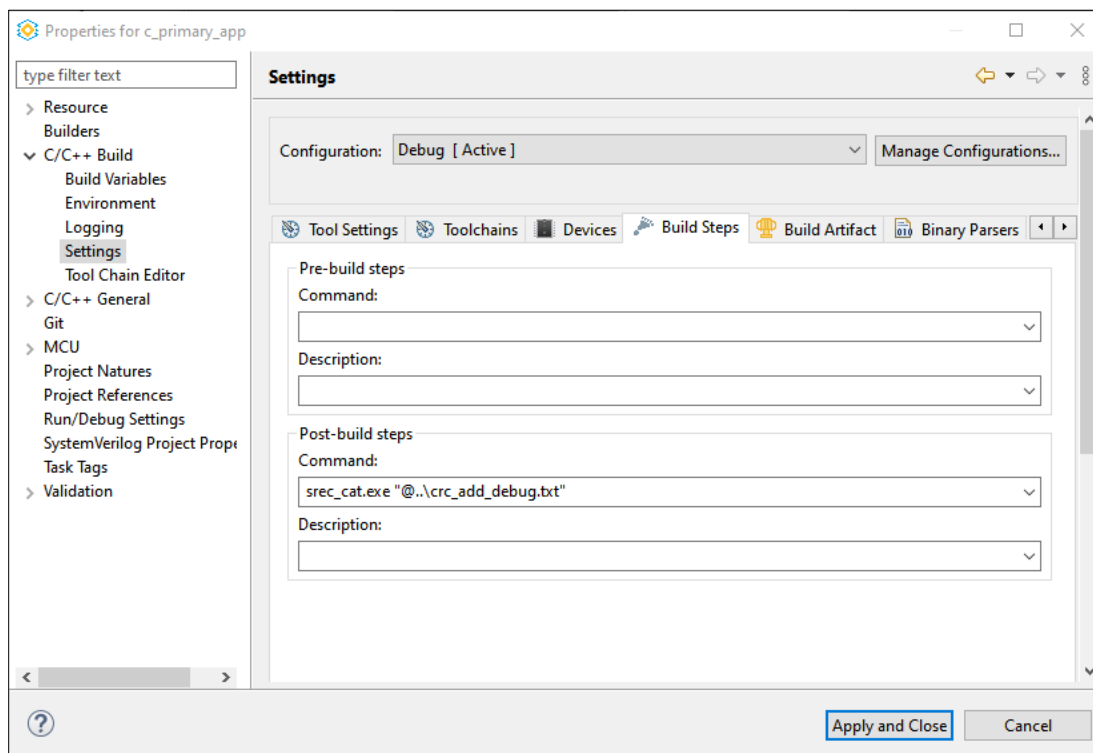 Properties for c_primary_app
type filter text
Resource
Builders
C/C++ Build
Build Variables
Environment
Logging
Settings
Tool Chain Editor
C/C++ General
Git
MCU
Project Natures
Project References
Run/Debug Settings
SystemVerilog Project Prope
Task Tags
Validation
Settings
Configuration: Debug [ Active ] Manage Configurations...
Tool Settings Toolchains Devices Build Steps Build Artifact Binary Parsers
Pre-build steps
Command:
Description:
Post-build steps
Command:
srec_cat.exe "@..\crc_add_debug.txt"
Description:
? Apply and Close Cancel